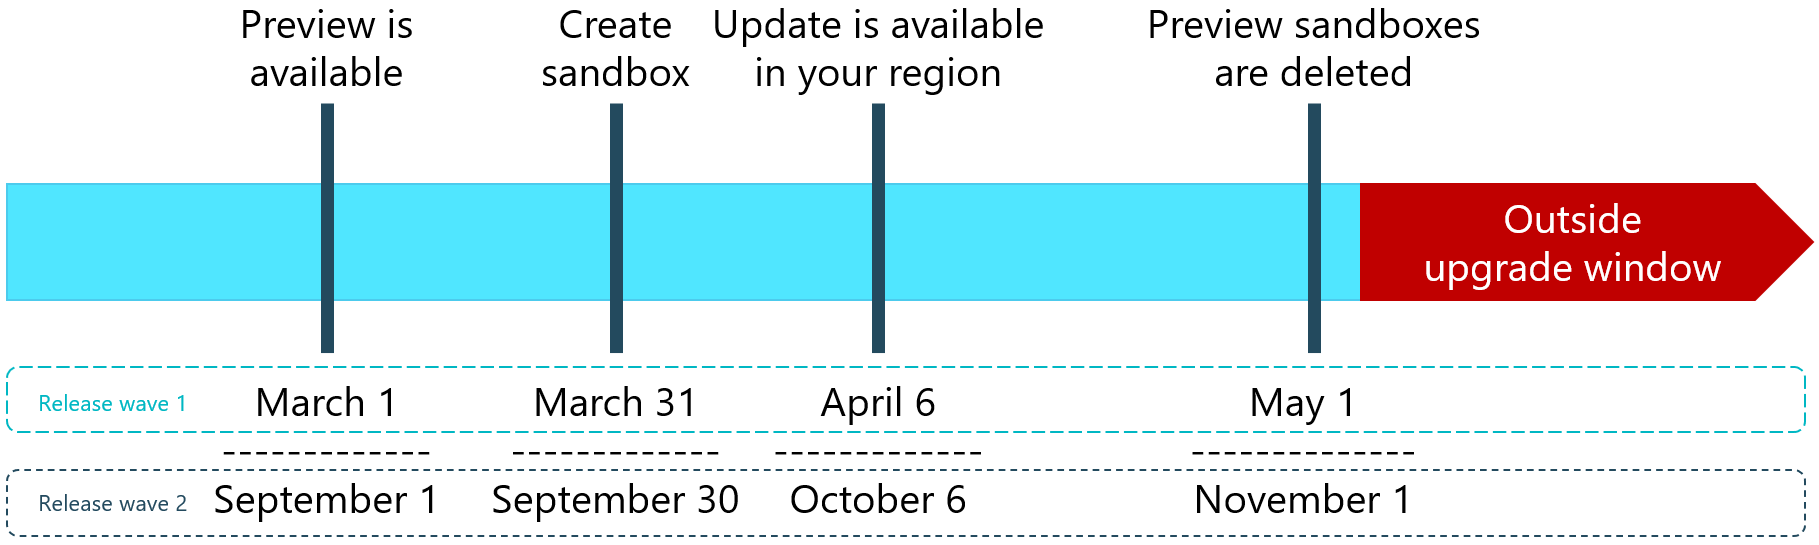 Preview is
available
Create
sandbox
Update is available
in your region
Preview sandboxes
are deleted
Outside
upgrade window
Release wave 1
March 1
March 31
April 6
May 1
Release wave 2
September 1
September 30
October 6
November 1